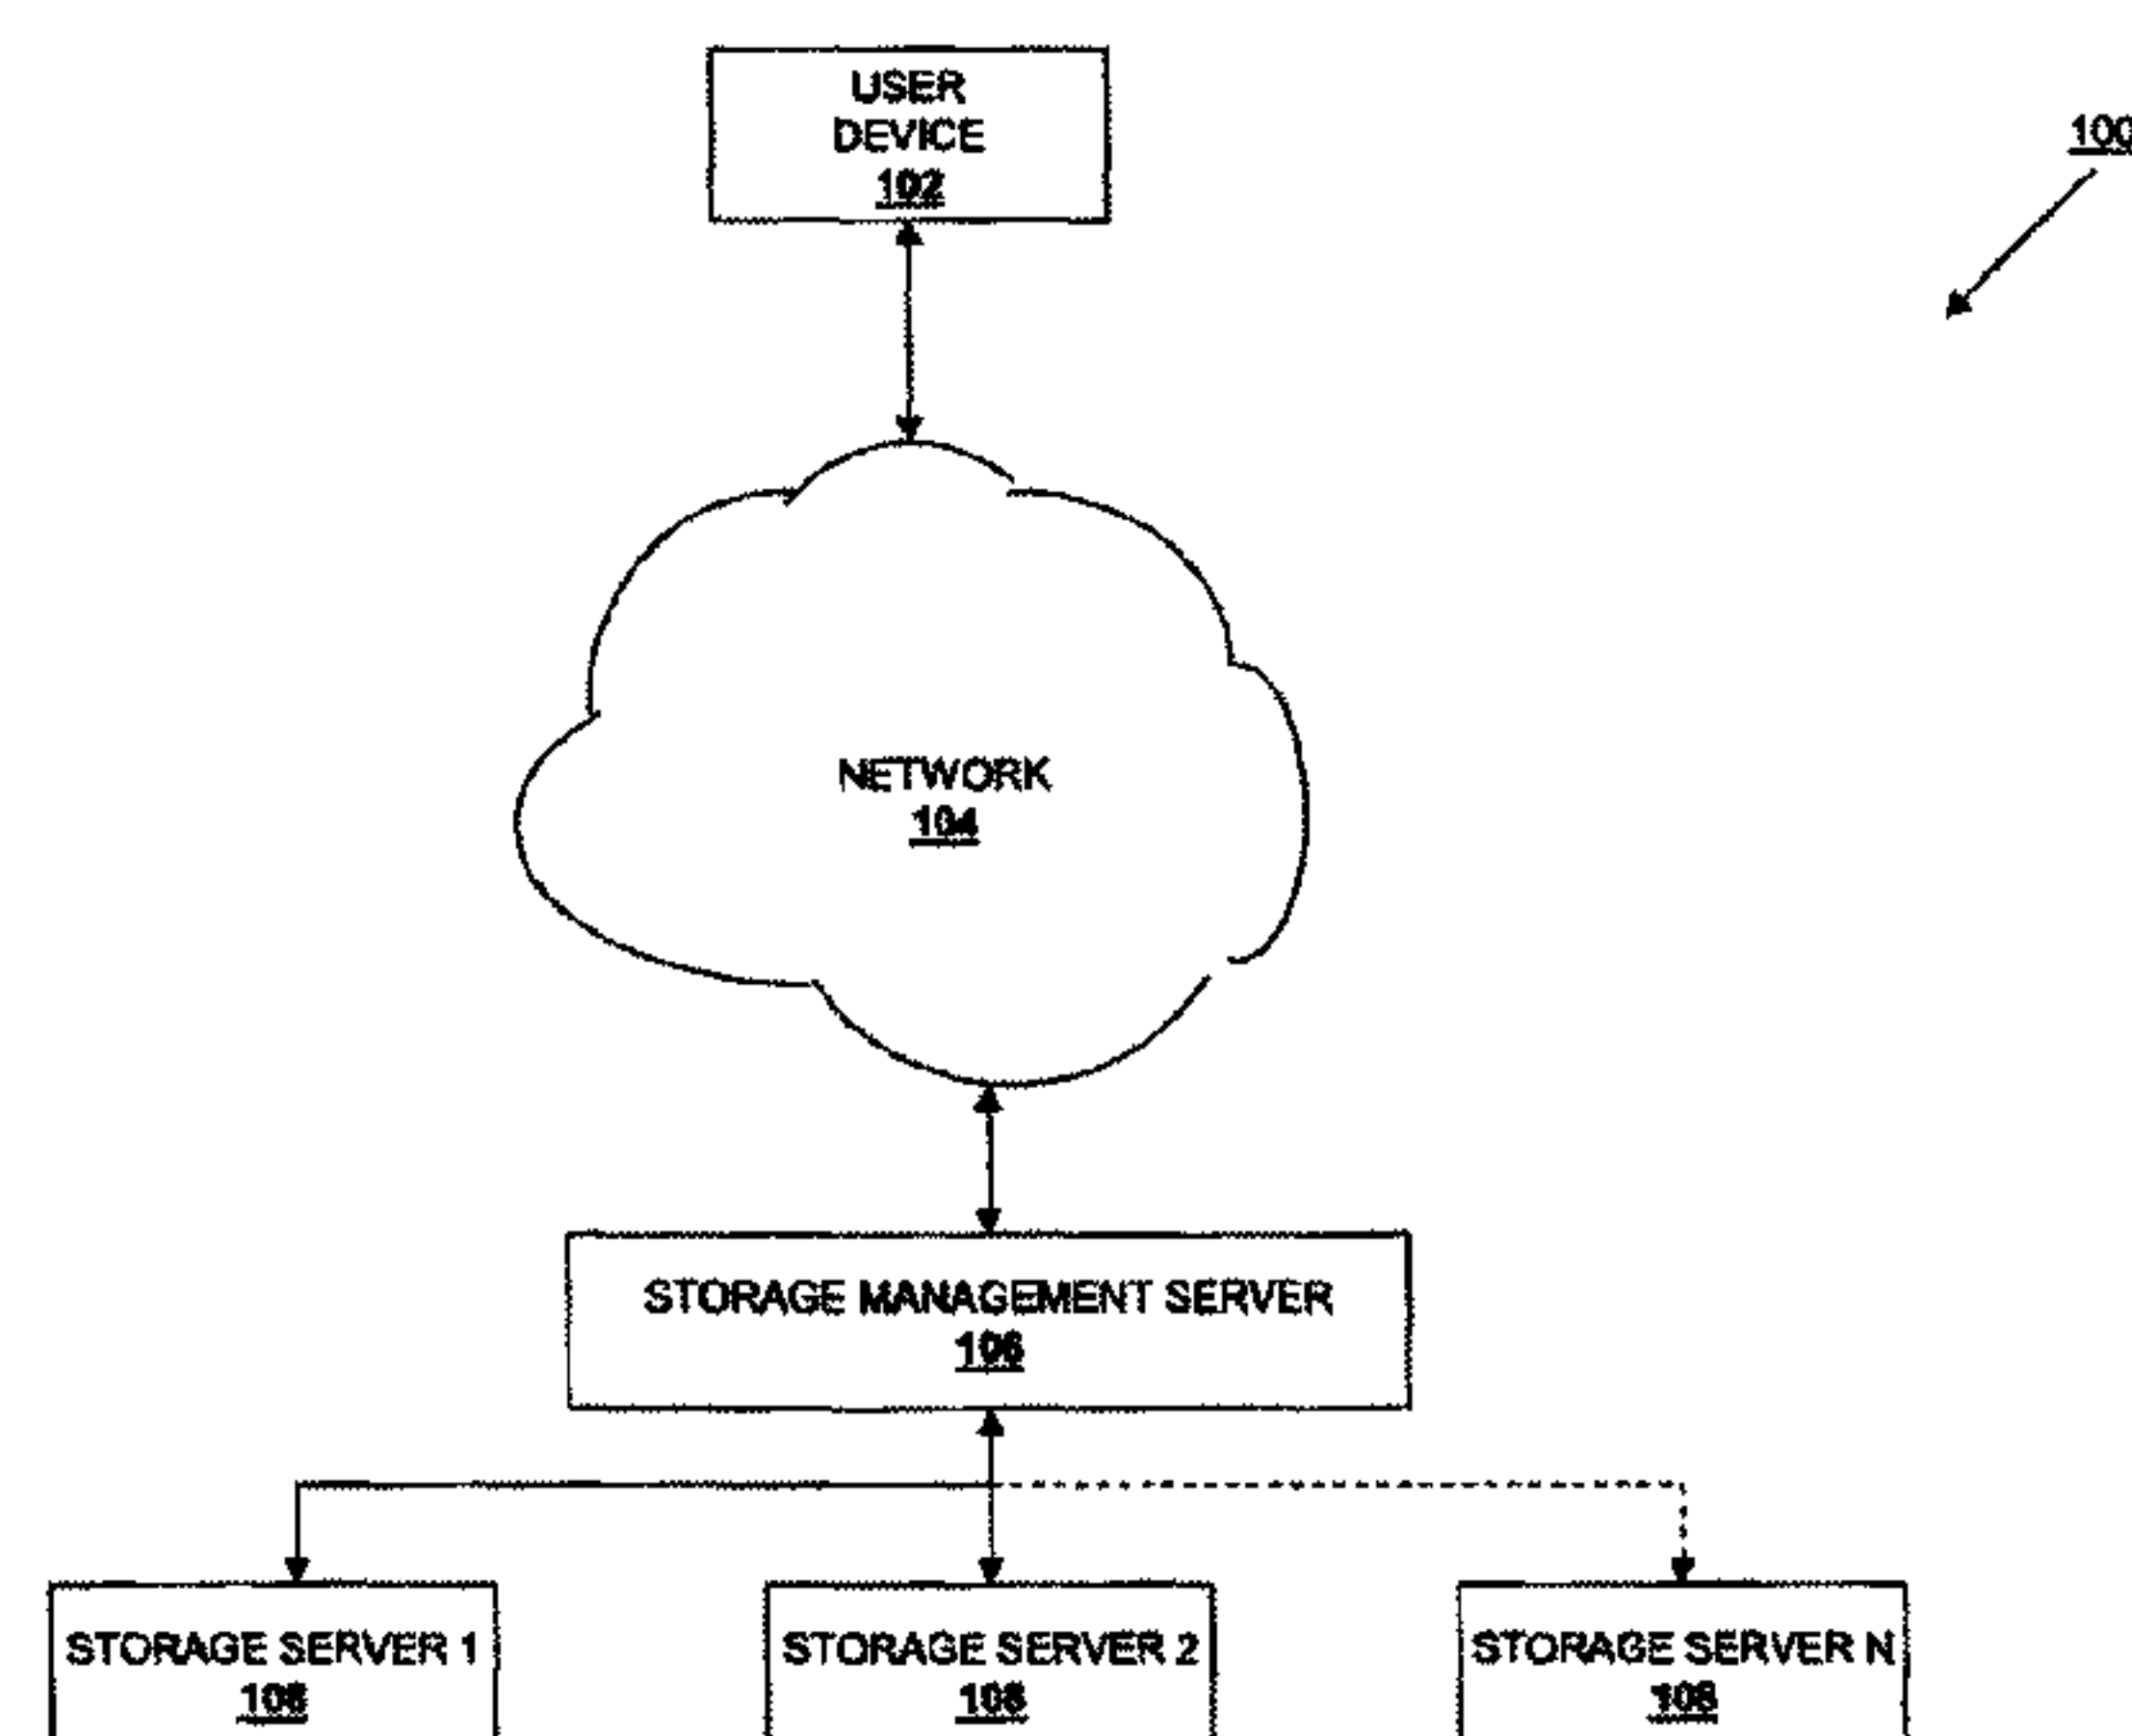 USER
DEVICE
102
100
NETWORK
104
STORAGE MANAGEMENT SERVER
106
STORAGE SERVER 1
108
STORAGE SERVER 2
108
STORAGE SERVER N
108